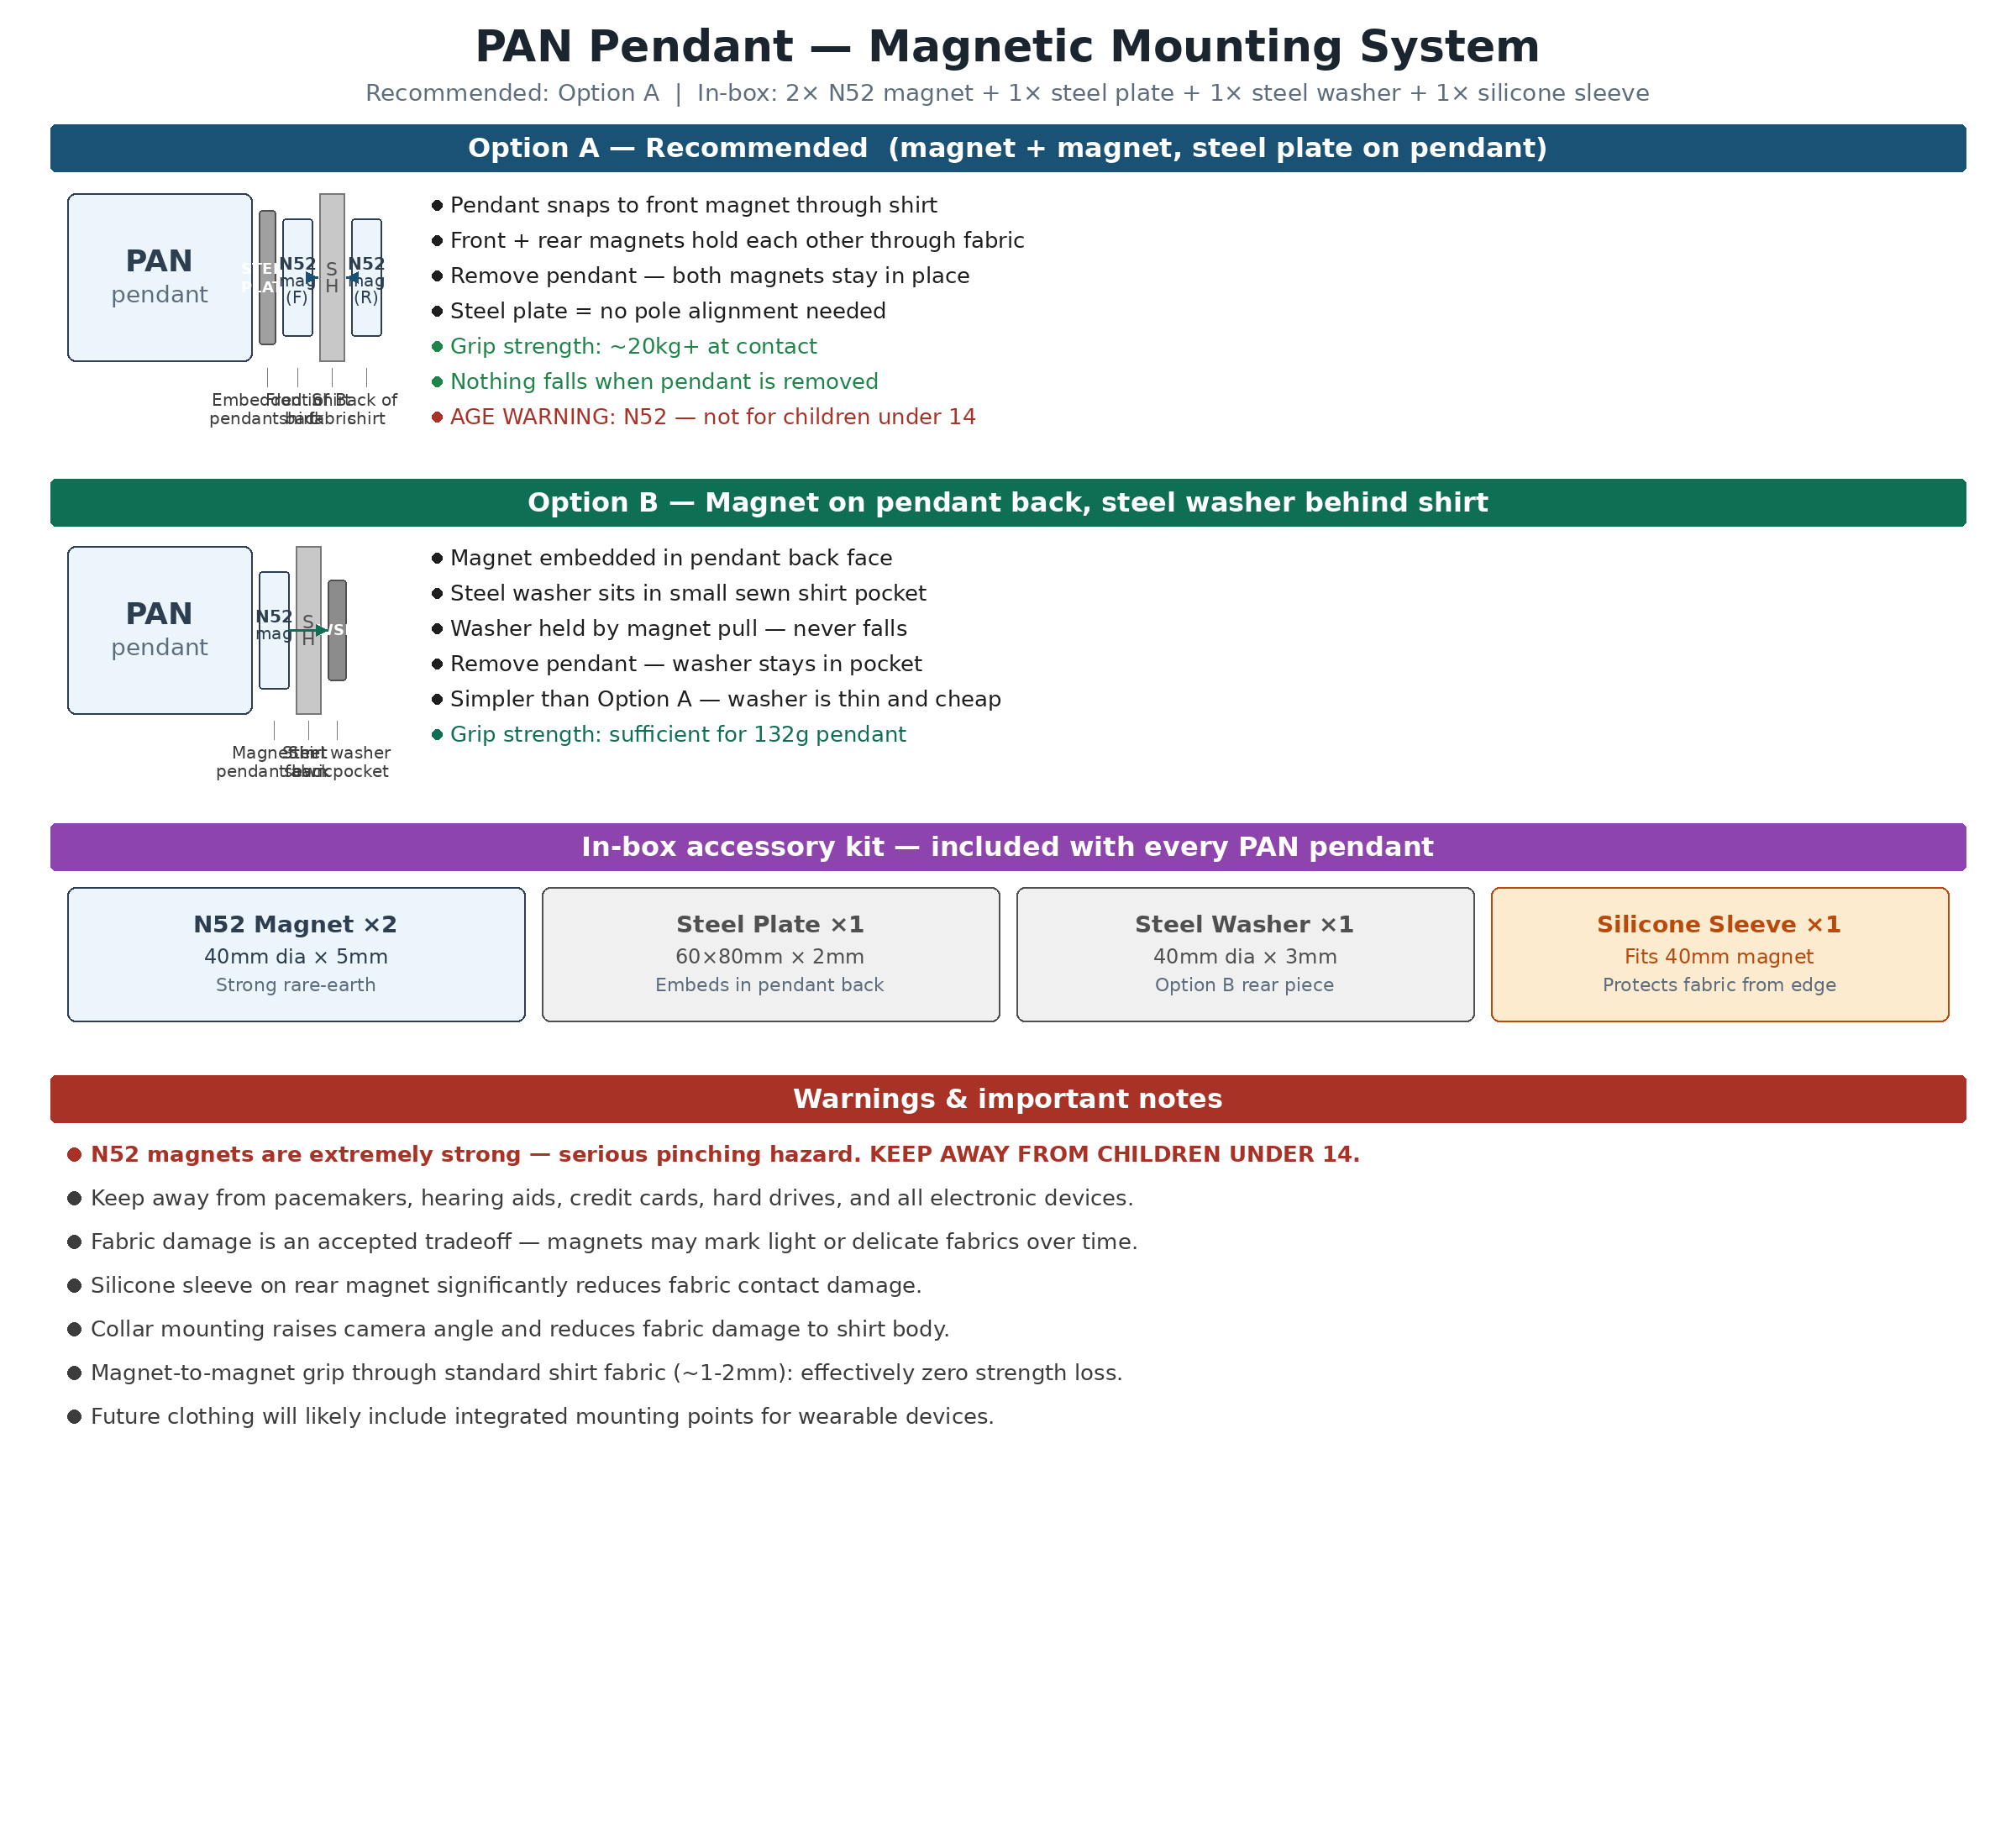 PAN Pendant — Magnetic Mounting System
Recommended: Option A | In-box: 2× N52 magnet + 1× steel plate + 1× steel washer + 1× silicone sleeve
Option A — Recommended (magnet + magnet, steel plate on pendant)
PAN
pendant
N52
mag
(F)
S
H
N52
mag
(R)
Back of
shirt
● Pendant snaps to front magnet through shirt
● Front + rear magnets hold each other through fabric
● Remove pendant — both magnets stay in place
● Steel plate = no pole alignment needed
● Grip strength: ~20kg+ at contact
● Nothing falls when pendant is removed
● AGE WARNING: N52 — not for children under 14
Option B — Magnet on pendant back, steel washer behind shirt
PAN
pendant
N52
mag
S
H
washer
pocket
● Magnet embedded in pendant back face
● Steel washer sits in small sewn shirt pocket
● Washer held by magnet pull — never falls
● Remove pendant — washer stays in pocket
● Simpler than Option A — washer is thin and cheap
● Grip strength: sufficient for 132g pendant
In-box accessory kit — included with every PAN pendant
N52 Magnet ×2
40mm dia × 5mm
Strong rare-earth
Steel Plate ×1
60×80mm × 2mm
Embeds in pendant back
Steel Washer ×1
40mm dia × 3mm
Option B rear piece
Silicone Sleeve ×1
Fits 40mm magnet
Protects fabric from edge
Warnings & important notes
● N52 magnets are extremely strong — serious pinching hazard. KEEP AWAY FROM CHILDREN UNDER 14.
● Keep away from pacemakers, hearing aids, credit cards, hard drives, and all electronic devices.
● Fabric damage is an accepted tradeoff — magnets may mark light or delicate fabrics over time.
● Silicone sleeve on rear magnet significantly reduces fabric contact damage.
● Collar mounting raises camera angle and reduces fabric damage to shirt body.
● Magnet-to-magnet grip through standard shirt fabric (~1-2mm): effectively zero strength loss.
● Future clothing will likely include integrated mounting points for wearable devices.